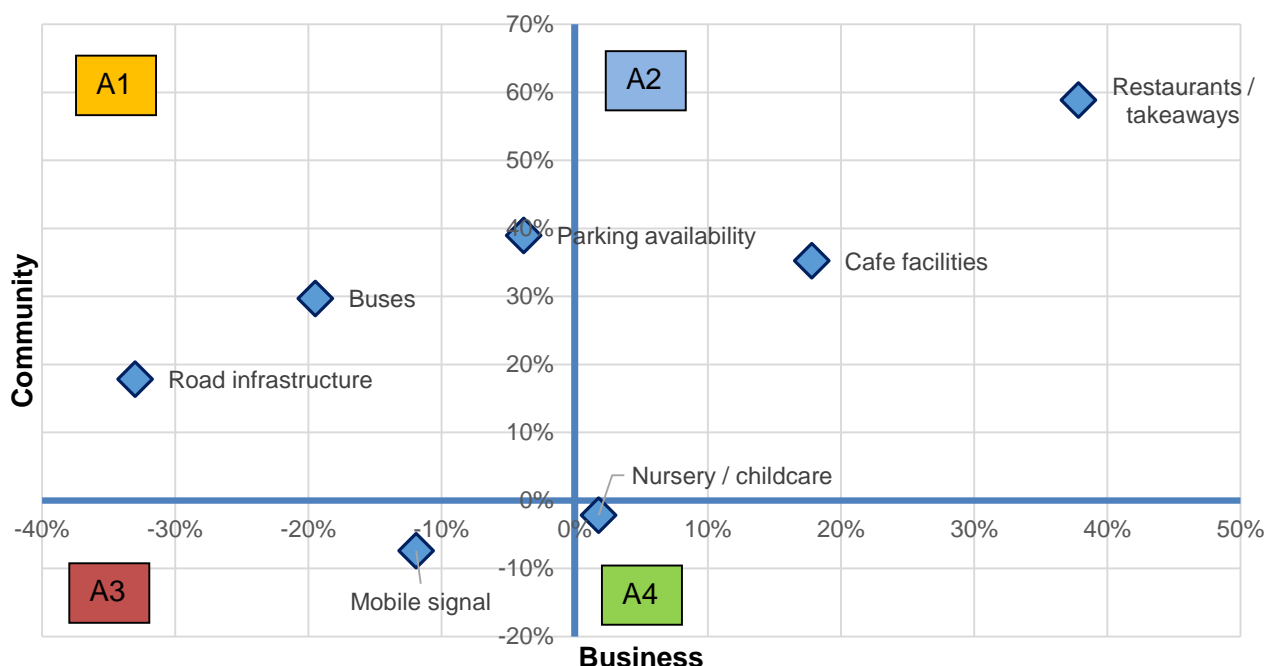 70%
A1
A2
60%
Restaurants /
takeaways
50%
40%
Parking availability
Cafe facilities
Buses
30%
Community
Road infrastructure
20%
10%
Nursery / childcare
0%
-40%
-30%
-20%
-10%
0%
10%
20%
30%
40%
50%
-10%
A3
A4
Mobile signal
-20%
Business